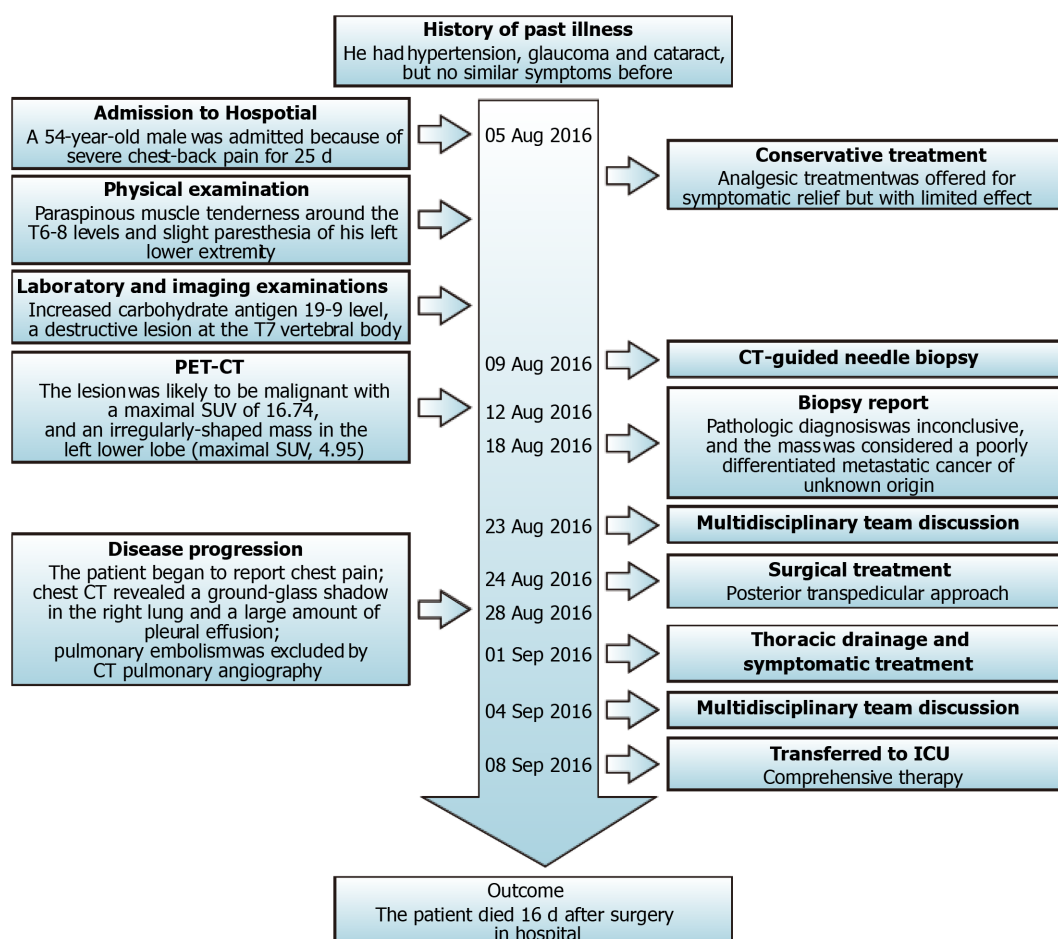 History of past illness
He had hypertension, glaucoma and cataract,
but no similar symptoms before
Admission to Hospotial
A 54-year-old male was admitted because of
severe chest-back pain for 25 d
05 Aug 2016
Conservative treatment
Analgesic treatmentwas offered for
symptomatic relief but with limited effect
Physical examination
Paraspinous muscle tenderness around the
T6-8 levels and slight paresthesia of his left
lower extremity
Laboratory and imaging examinations
Increased carbohydrate antigen 19-9 level,
a destructive lesion at the T7 vertebral body
09 Aug 2016
CT-guided needle biopsy
PET-CT
The lesionwas likely to be malignant with
a maximal SUV of 16.74,
and an irregularly-shaped mass in the
left lower lobe (maximal SUV, 4.95)
12 Aug 2016
18 Aug 2016
Biopsy report
Pathologic diagnosiswas inconclusive,
and the masswas considered a poorly
differentiated metastatic cancer of
unknown origin
23 Aug 2016
Multidisciplinary team discussion
24 Aug 2016
Surgical treatment
Posterior transpedicular approach
Disease progression
The patient began to report chest pain;
chest CT revealed a ground-glass shadow
in the right lung and a large amount of
pleural effusion;
pulmonary embolismwas excluded by
CT pulmonary angiography
28 Aug 2016
01 Sep 2016
Thoracic drainage and
symptomatic treatment
04 Sep 2016
Multidisciplinary team discussion
08 Sep 2016
Transferred to ICU
Comprehensive therapy
Outcome
The patient died 16 d after surgery
in hospital